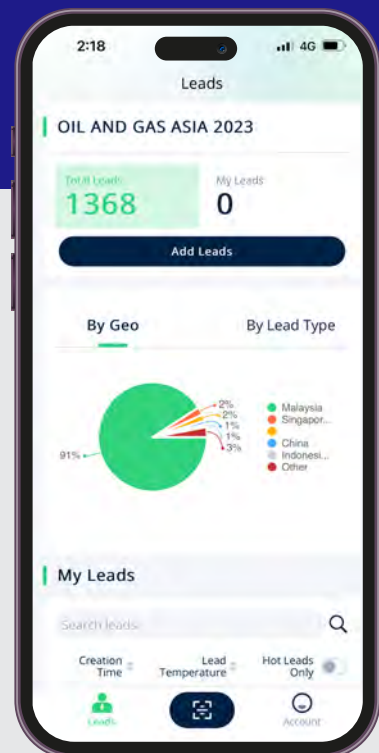 2:18
4G
Leads
OIL AND GAS ASIA 2023
Total Leads
My Leads
1368
0
Add Leads
By Geo
By Lead Type
2%
2%
1%
1%
3%
91%
Malaysia
Singapor...
China
Indonesi...
Other
My Leads
Search leads
Creation
Time
Lead
Temperature
Hot Leads
Only
Leads
Account